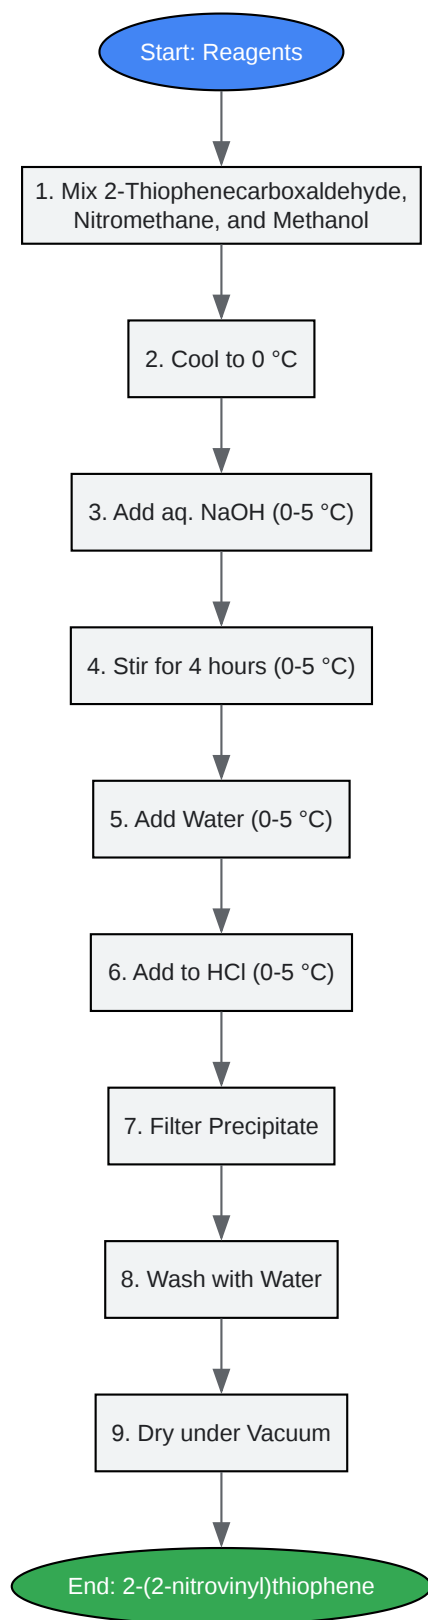 Start: Reagents
1. Mix 2-Thiophenecarboxaldehyde,
Nitromethane, and Methanol
2. Cool to 0 °C
3. Add aq. NaOH (0-5 °C)
4. Stir for 4 hours (0-5 °C)
5. Add Water (0-5 °C)
6. Add to HCl (0-5 °C)
7. Filter Precipitate
8. Wash with Water
9. Dry under Vacuum
End: 2-(2-nitrovinyl)thiophene